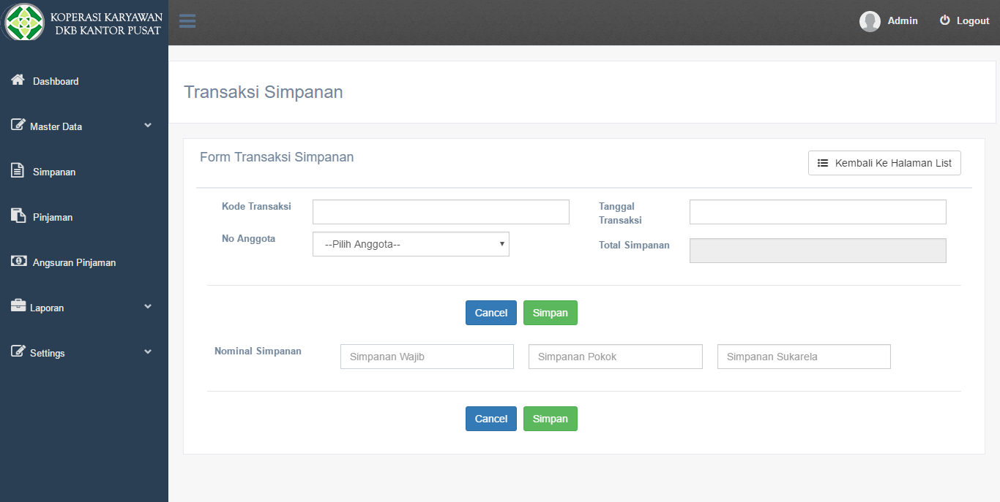 KOPERASI KARYAWAN
DKB KANTOR PUSAT
Admin
Logout
Dashboard
Master Data
Simpanan
Pinjaman
Angsuran Pinjaman
Laporan
Settings
Transaksi Simpanan
Form Transaksi Simpanan
Kembali Ke Halaman List
Kode Transaksi
Tanggal
Transaksi
No Anggota
--Pilih Anggota--
Total Simpanan
Cancel
Simpan
Nominal Simpanan
Simpanan Wajib
Simpanan Pokok
Simpanan Sukarela
Cancel
Simpan